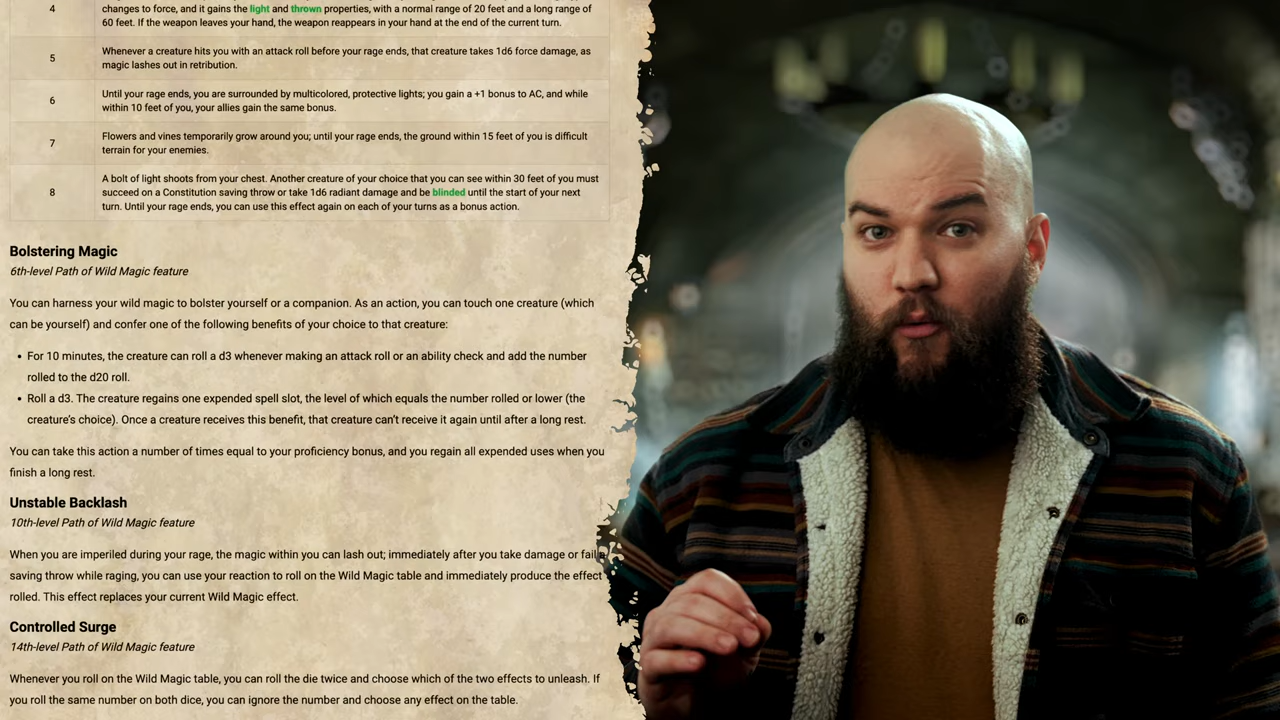 4
changes to force, and it gains the light and thrown properties, with a normal range of 20 feet and a long range of
60 feet. If the weapon leaves your hand, the weapon reappears in your hand at the end of the current turn.
5
Whenever a creature hits you with an attack roll before your rage ends, that creature takes 1d6 force damage, as
magic lashes out in retribution.
6
Until your rage ends, you are surrounded by multicolored, protective lights; you gain a +1 bonus to AC, and while
within 10 feet of you, your allies gain the same bonus.
7
Flowers and vines temporarily grow around you; until your rage ends, the ground within 15 feet of you is difficult
terrain for your enemies.
8
A bolt of light shoots from your chest. Another creature of your choice that you can see within 30 feet of you must
succeed on a Constitution saving throw or take 1d6 radiant damage and be blinded until the start of your next
turn. Until your rage ends, you can use this effect again on each of your turns as a bonus action.
Bolstering Magic
6th-level Path of Wild Magic feature
You can harness your wild magic to bolster yourself or a companion. As an action, you can touch one creature (which
can be yourself) and confer one of the following benefits of your choice to that creature:
• For 10 minutes, the creature can roll a d3 whenever making an attack roll or an ability check and add the number
rolled to the d20 roll.
• Roll a d3. The creature regains one expended spell slot, the level of which equals the number rolled or lower (the
creature's choice). Once a creature receives this benefit, that creature can't receive it again until after a long rest.
You can take this action a number of times equal to your proficiency bonus, and you regain all expended uses when you
finish a long rest.
Unstable Backlash
10th-level Path of Wild Magic feature
When you are imperiled during your rage, the magic within you can lash out; immediately after you take damage or fail a
saving throw while raging, you can use your reaction to roll on the Wild Magic table and immediately produce the effect
rolled. This effect replaces your current Wild Magic effect.
Controlled Surge
14th-level Path of Wild Magic feature
Whenever you roll on the Wild Magic table, you can roll the die twice and choose which of the two effects to unleash. If
you roll the same number on both dice, you can ignore the number and choose any effect on the table.